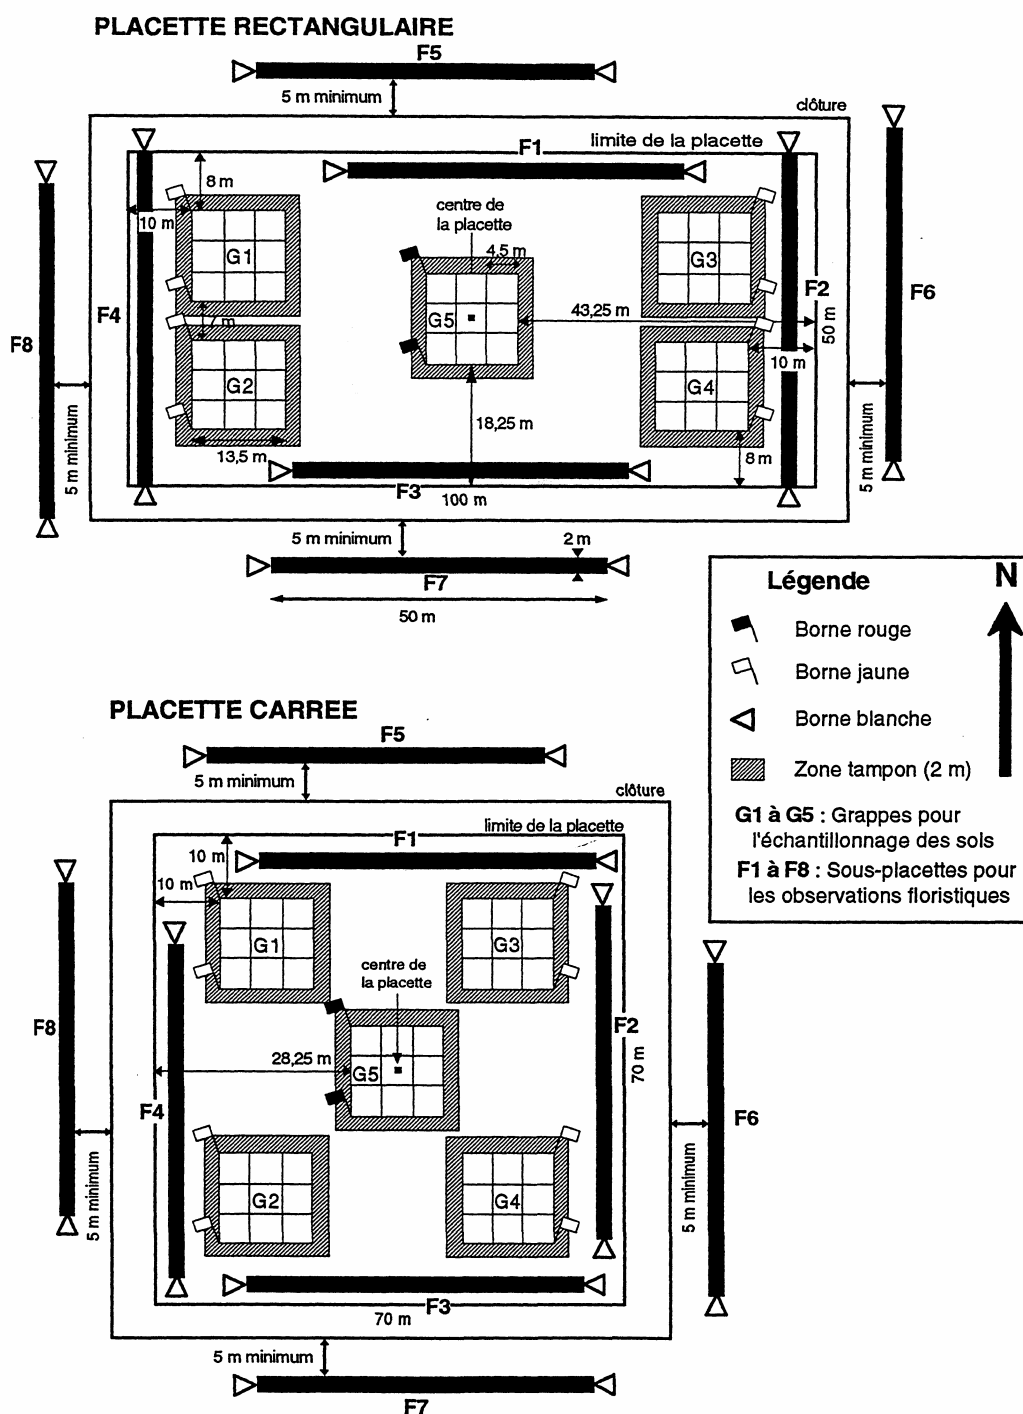 PLACETTE RECTANGULAIRE
F5
5 m minimum
clôture
limite de la placette
F1
8 m
10 m
centre de
la placette
4,5 m
G1
G3
F2
F6
F4
G5
43,25 m
50 m
F8
7 m
10 m
G2
G4
5 m minimum
5 m minimum
18,25 m
13,5 m
8 m
F3
100 m
5 m minimum
2 m
F7
50 m
Légende
N
Borne rouge
Borne jaune
Borne blanche
Zone tampon (2 m)
G1 à G5 : Grappes pour
l'échantillonnage des sols
F1 à F8 : Sous-placettes pour
les observations floristiques
PLACETTE CARREE
F5
5 m minimum
clôture
limite de la placette
F1
10 m
10 m
G1
G3
centre de
la placette
F8
F2
28,25 m
G5
70 m
F4
F6
5 m minimum
5 m minimum
G2
G4
F3
70 m
5 m minimum
F7